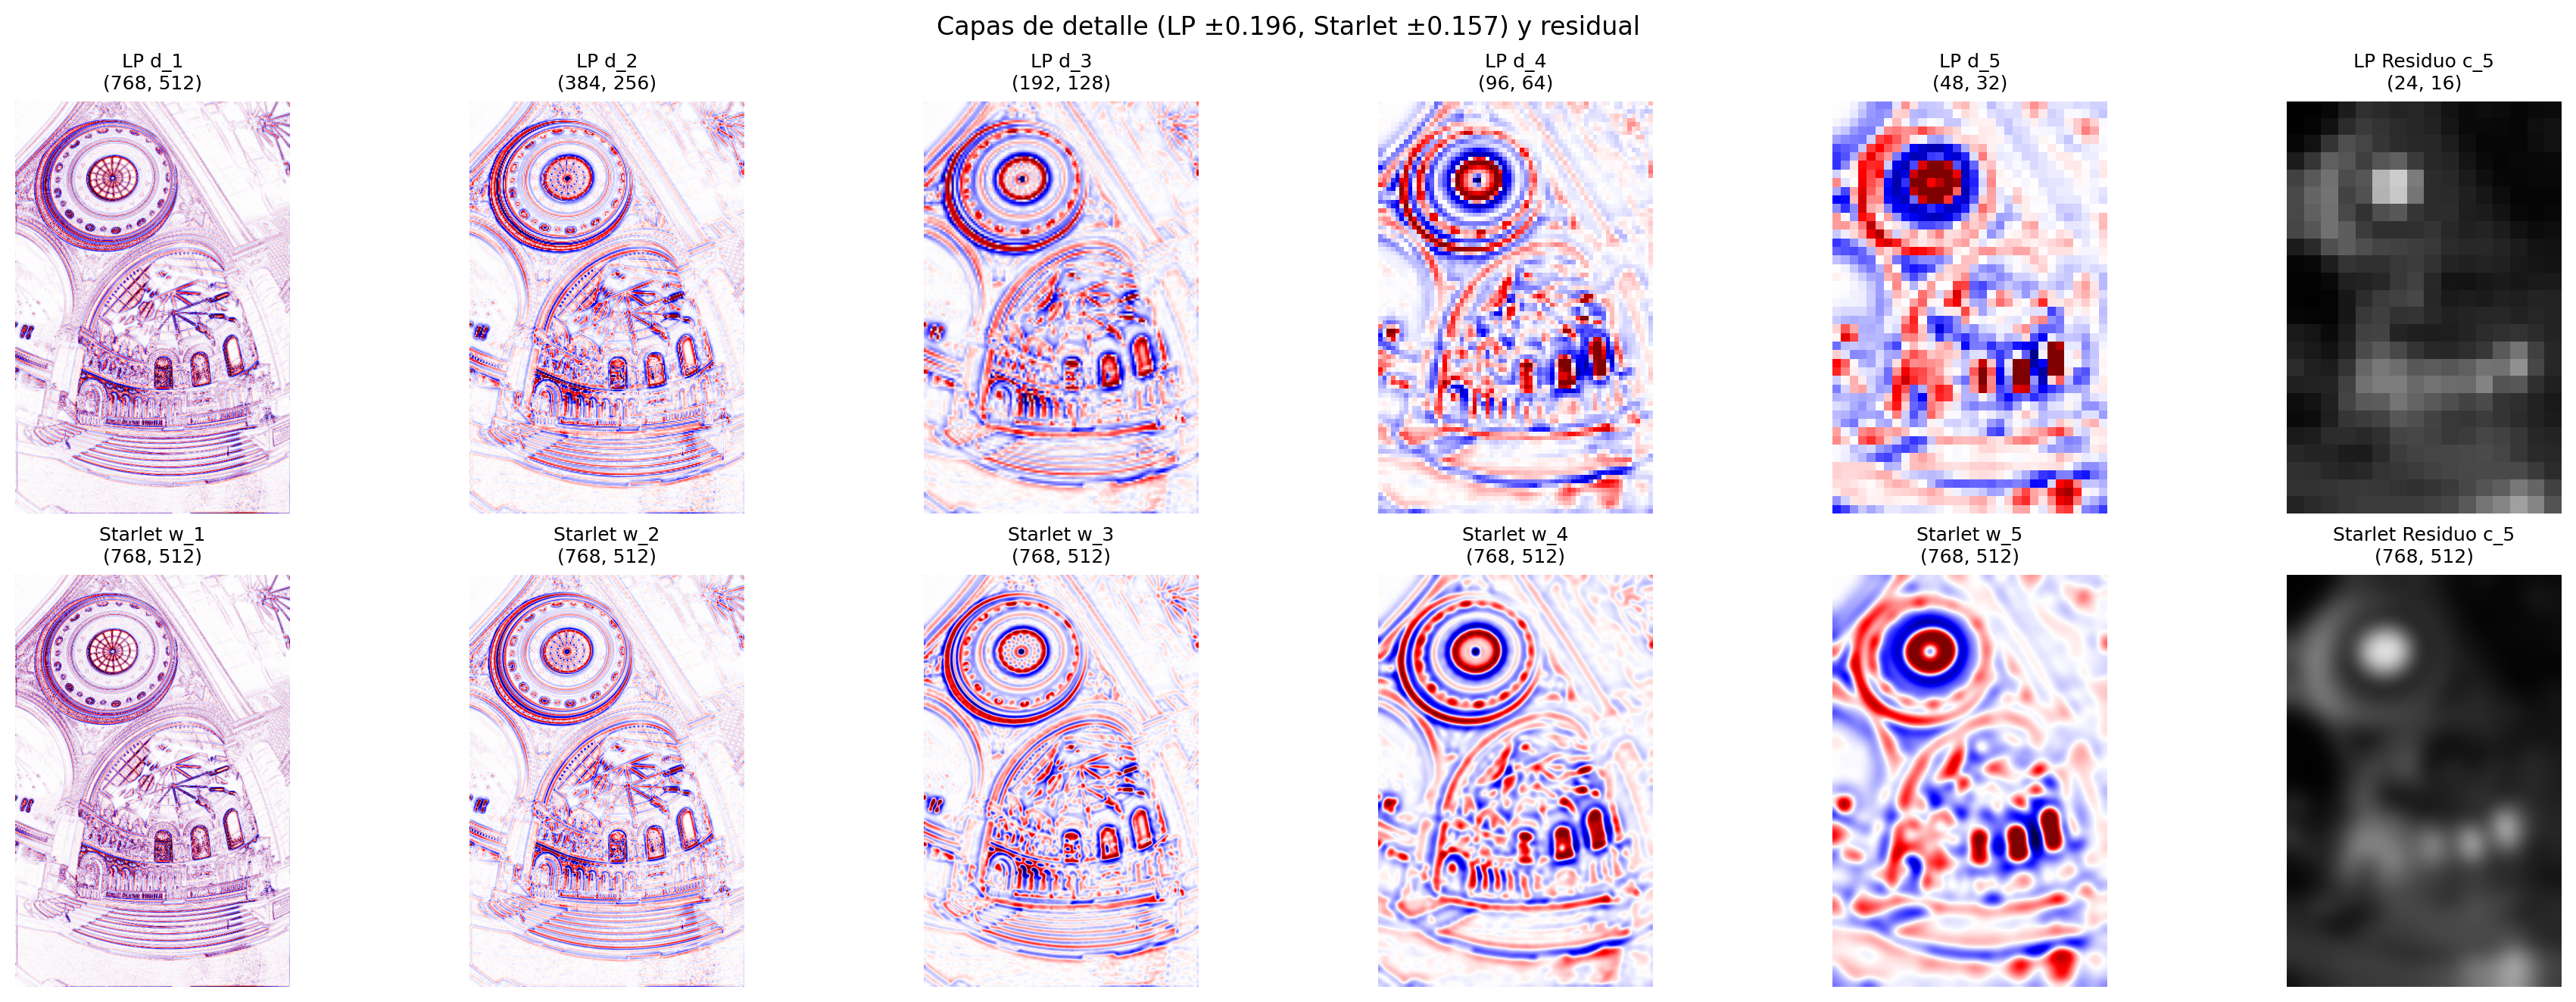 Capas de detalle (LP ±0.196, Starlet ±0.157) y residual
LP d_1
(768, 512)
LP d_2
(384, 256)
LP d_3
(192, 128)
LP d_4
(96, 64)
LP d_5
(48, 32)
LP Residuo c_5
(24, 16)
Starlet w_1
(768, 512)
Starlet w_2
(768, 512)
Starlet w_3
(768, 512)
Starlet w_4
(768, 512)
Starlet w_5
(768, 512)
Starlet Residuo c_5
(768, 512)